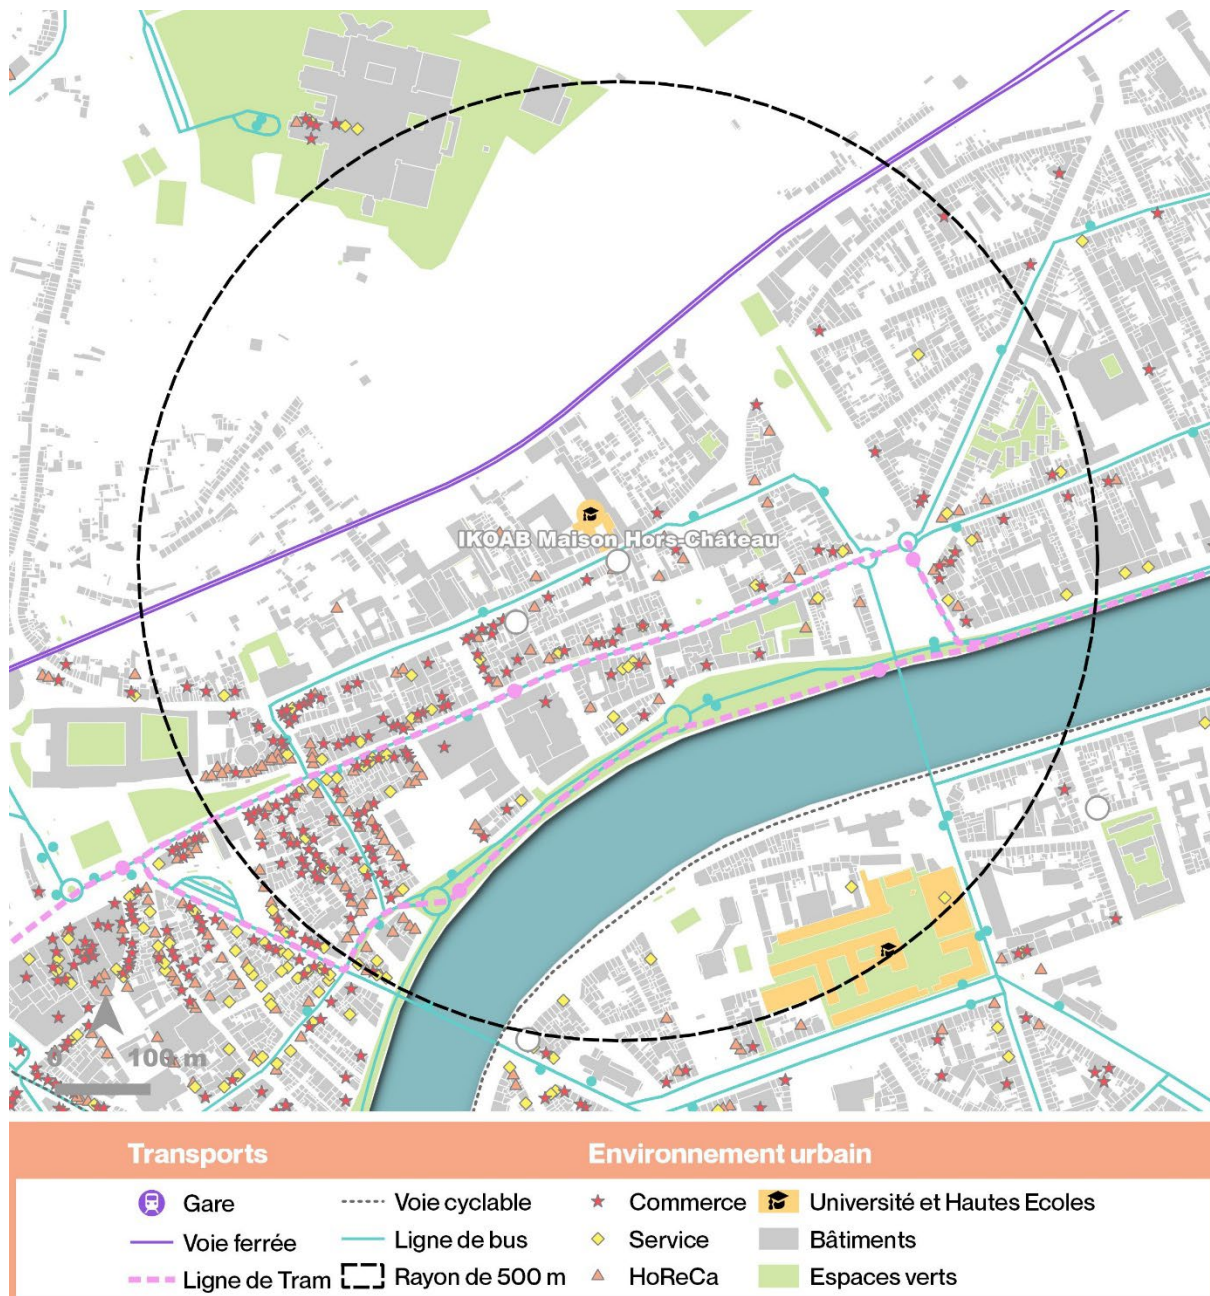 IKOAB Maison Hors-Château
0 100 m
Transports
Environnement urbain
Gare
Voie cyclable
Commerce
Université et Hautes Ecoles
Voie ferrée
Ligne de bus
Service
Bâtiments
Ligne de Tram
Rayon de 500 m
HoReCa
Espaces verts